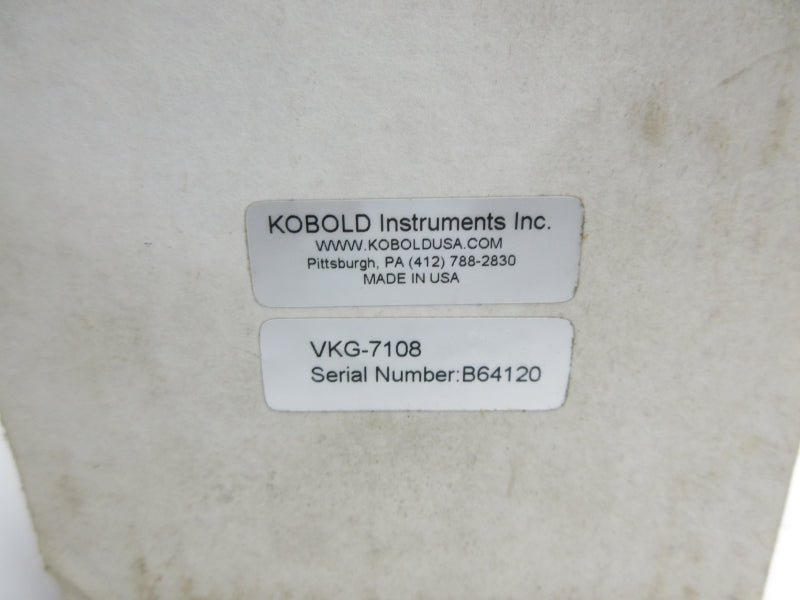 KOBOLD Instruments Inc.
WWW.KOBOLDUSA.COM
Pittsburgh, PA (412) 788-2830
MADE IN USA
VKG-7108
Serial Number:B64120